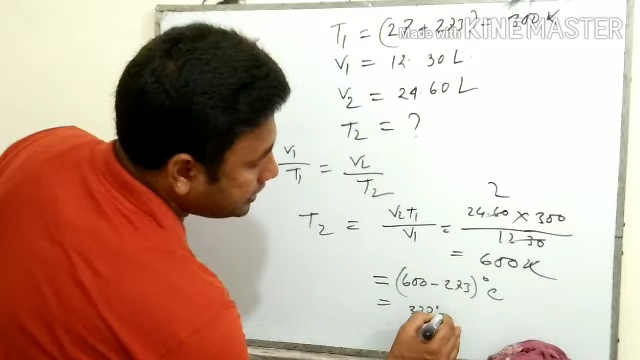 T₁ = (27 + 273) = 300 K
Made with KINEMASTER
V₁ = 12.30 L
V₂ = 24.60 L
T₂ = ?
V₁/T₁ = V₂/T₂
T₂ = V₂T₁/V₁ = 24.60 × 300/12.30
2
= 600 K
= (600 - 273)°C
=